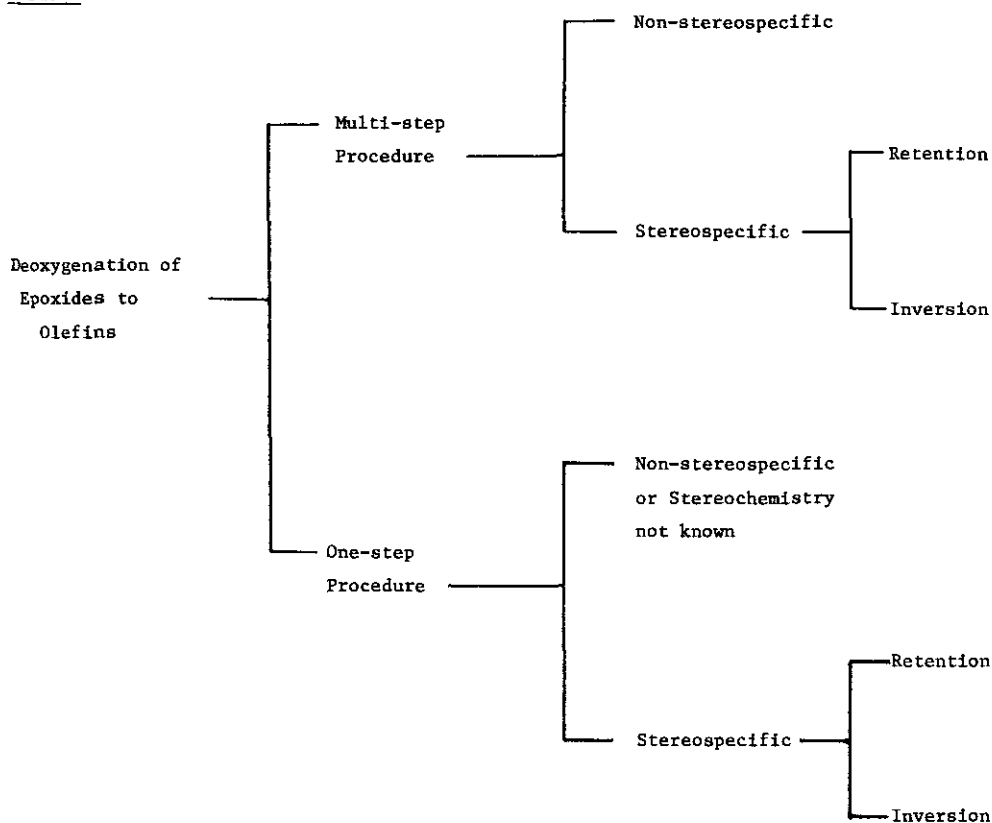 Non-stereospecific
Multi-step
Procedure
Retention
Stereospecific
Deoxygenation of
Epoxides to
Olefins
Inversion
Non-stereospecific
or Stereochemistry
not known
One-step
Procedure
Retention
Stereospecific
Inversion